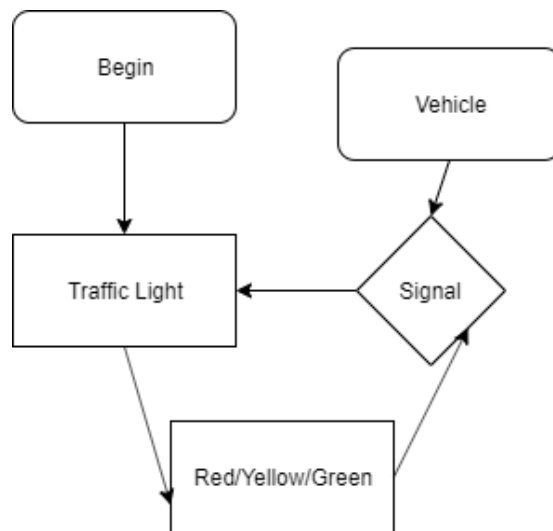 Begin
Vehicle
Traffic Light
Signal
Red/Yellow/Green